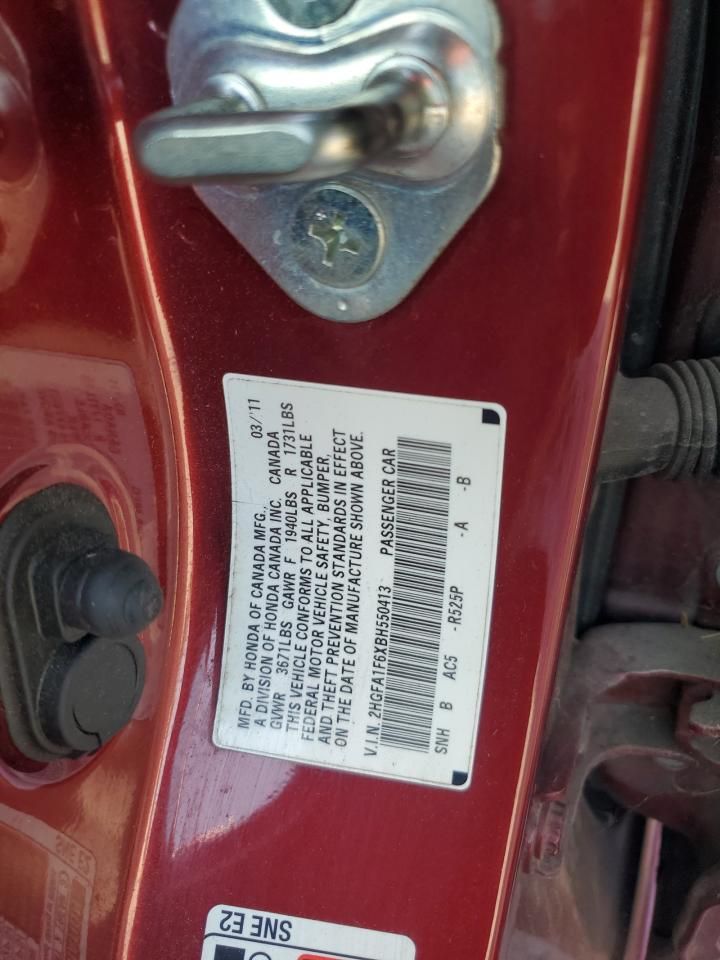 MFD. BY HONDA OF CANADA MFG., 03/'11
A DIVISION OF HONDA CANADA INC. CANADA
GVWR 3671LBS GAWR F 1940LBS R 1731LBS
THIS VEHICLE CONFORMS TO ALL APPLICABLE
FEDERAL MOTOR VEHICLE SAFETY, BUMPER,
AND THEFT PREVENTION STANDARDS IN EFFECT
ON THE DATE OF MANUFACTURE SHOWN ABOVE.
V.I.N. 2HGFA1F6XBH550413 PASSENGER CAR
SNH B AC5 -R525P -A -B
SNE E2